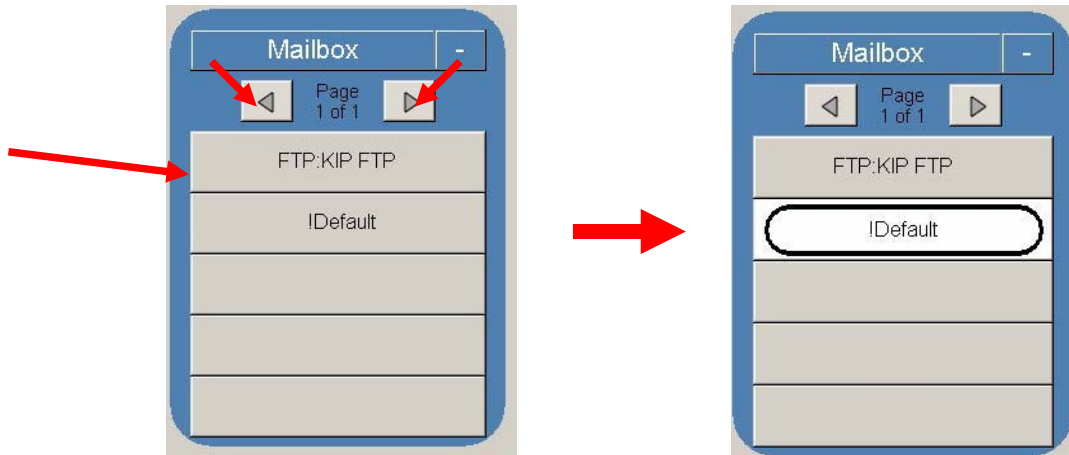 Mailbox -
Page
1 of 1
FTP:KIP FTP
!Default
Mailbox -
Page
1 of 1
FTP:KIP FTP
!Default